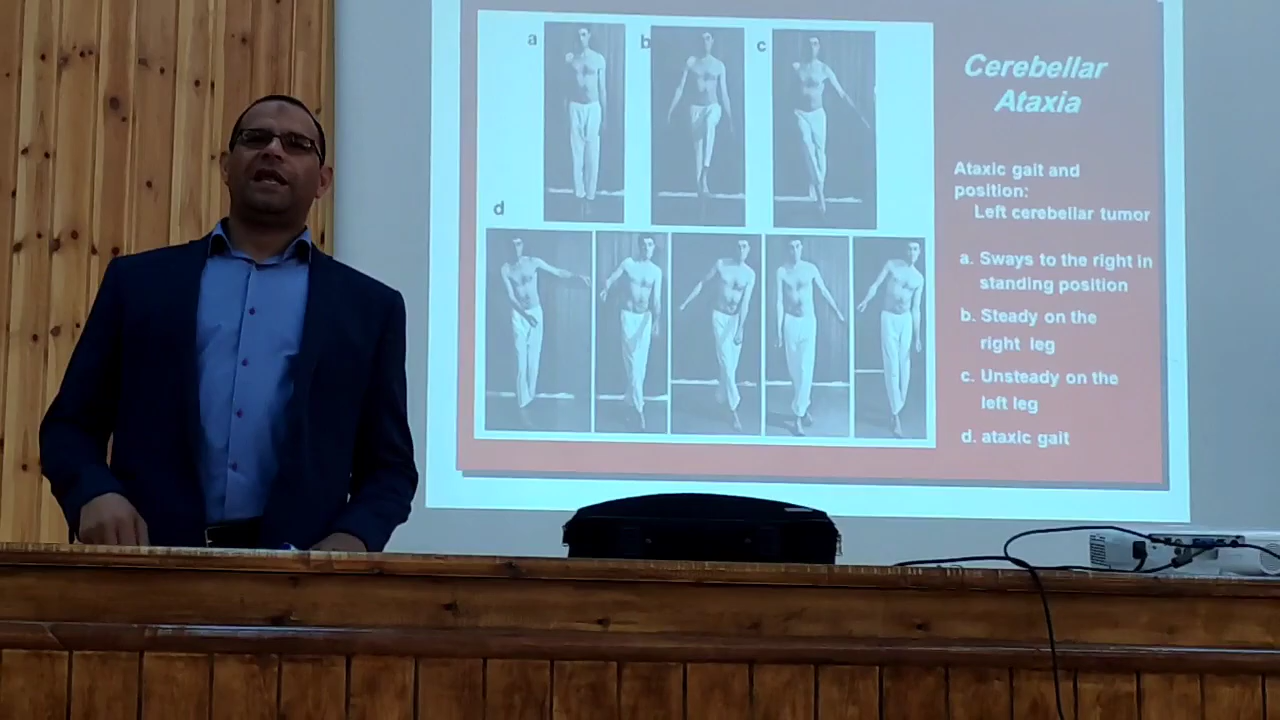 a
b
c
d
Cerebellar
Ataxia
Ataxic gait and
position:
Left cerebellar tumor
a. Sways to the right in
standing position
b. Steady on the
right leg
c. Unsteady on the
left leg
d. ataxic gait